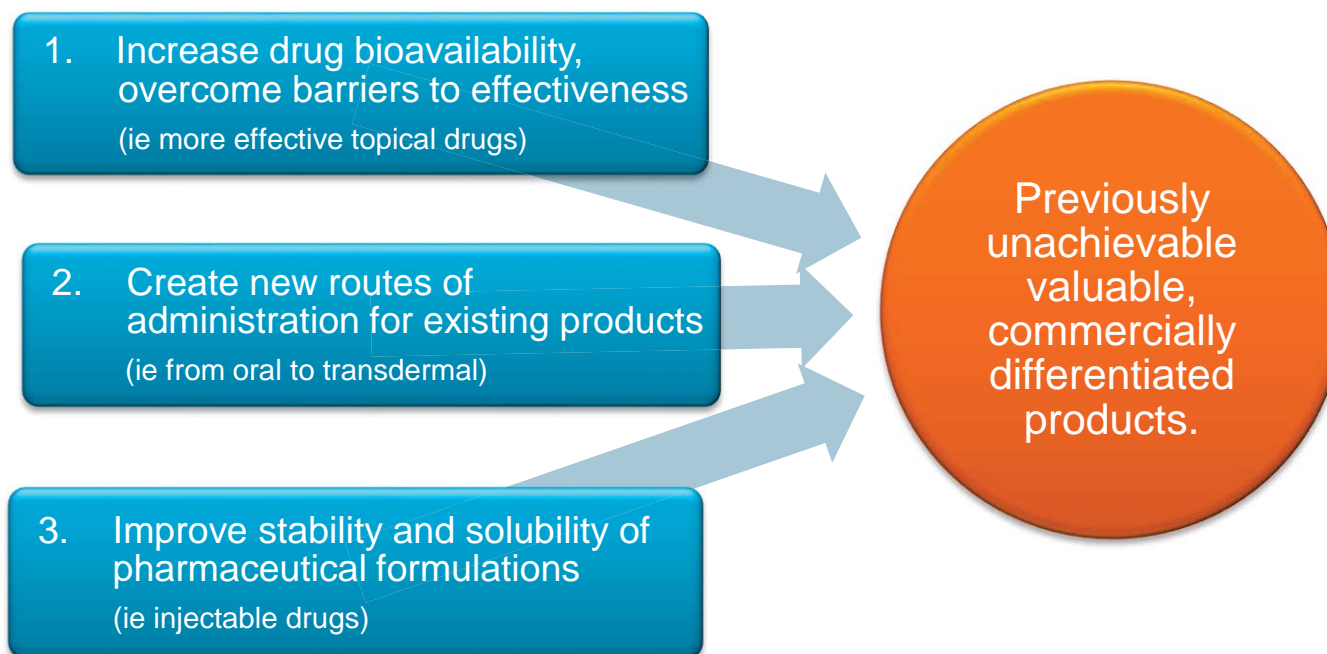 1. Increase drug bioavailability,
overcome barriers to effectiveness
(ie more effective topical drugs)
2. Create new routes of
administration for existing products
(ie from oral to transdermal)
3. Improve stability and solubility of
pharmaceutical formulations
(ie injectable drugs)
Previously
unachievable
valuable,
commercially
differentiated
products.